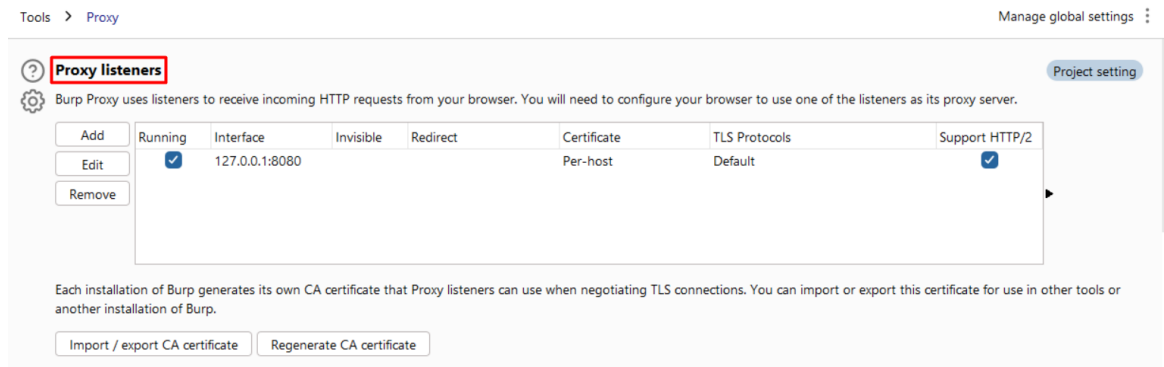 Tools > Proxy
Manage global settings
Proxy listeners
Project setting
Burp Proxy uses listeners to receive incoming HTTP requests from your browser. You will need to configure your browser to use one of the listeners as its proxy server.
Add
Running Interface Invisible Redirect Certificate TLS Protocols Support HTTP/2
Edit
127.0.0.1:8080 Per-host Default
Remove
Each installation of Burp generates its own CA certificate that Proxy listeners can use when negotiating TLS connections. You can import or export this certificate for use in other tools or
another installation of Burp.
Import / export CA certificate
Regenerate CA certificate